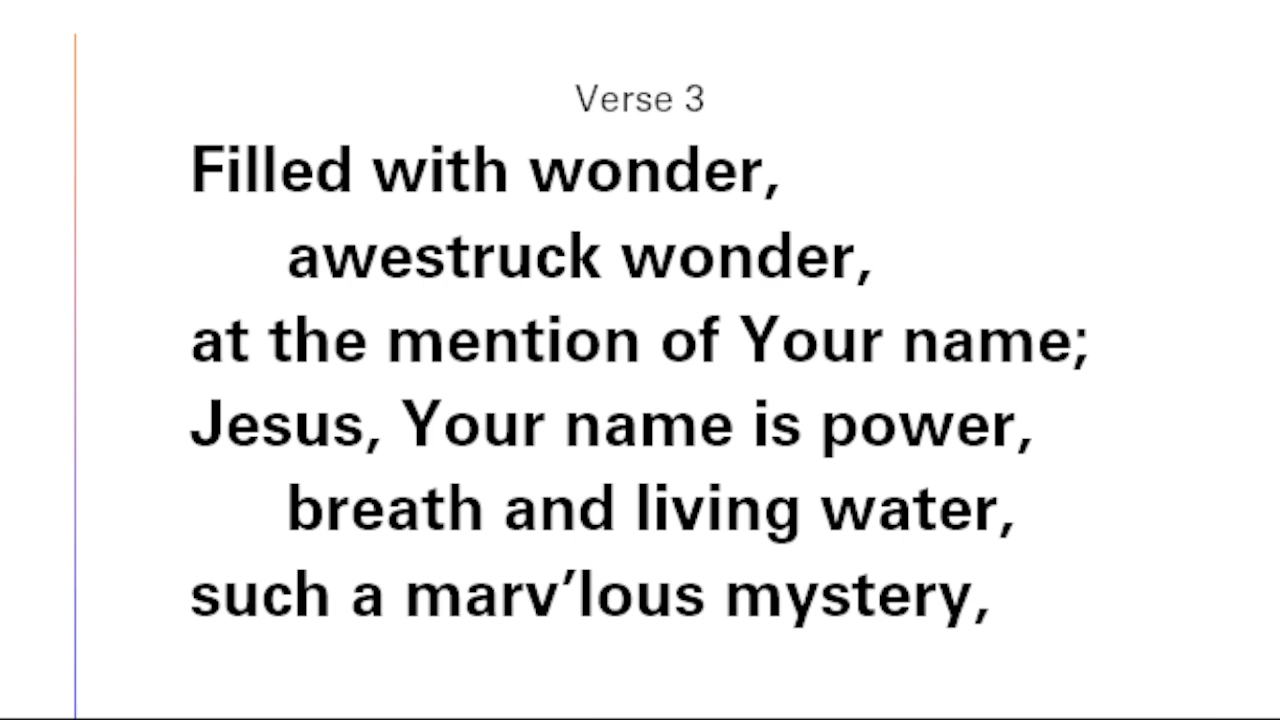 Verse 3
Filled with wonder,
awestruck wonder,
at the mention of Your name;
Jesus, Your name is power,
breath and living water,
such a marv’lous mystery,